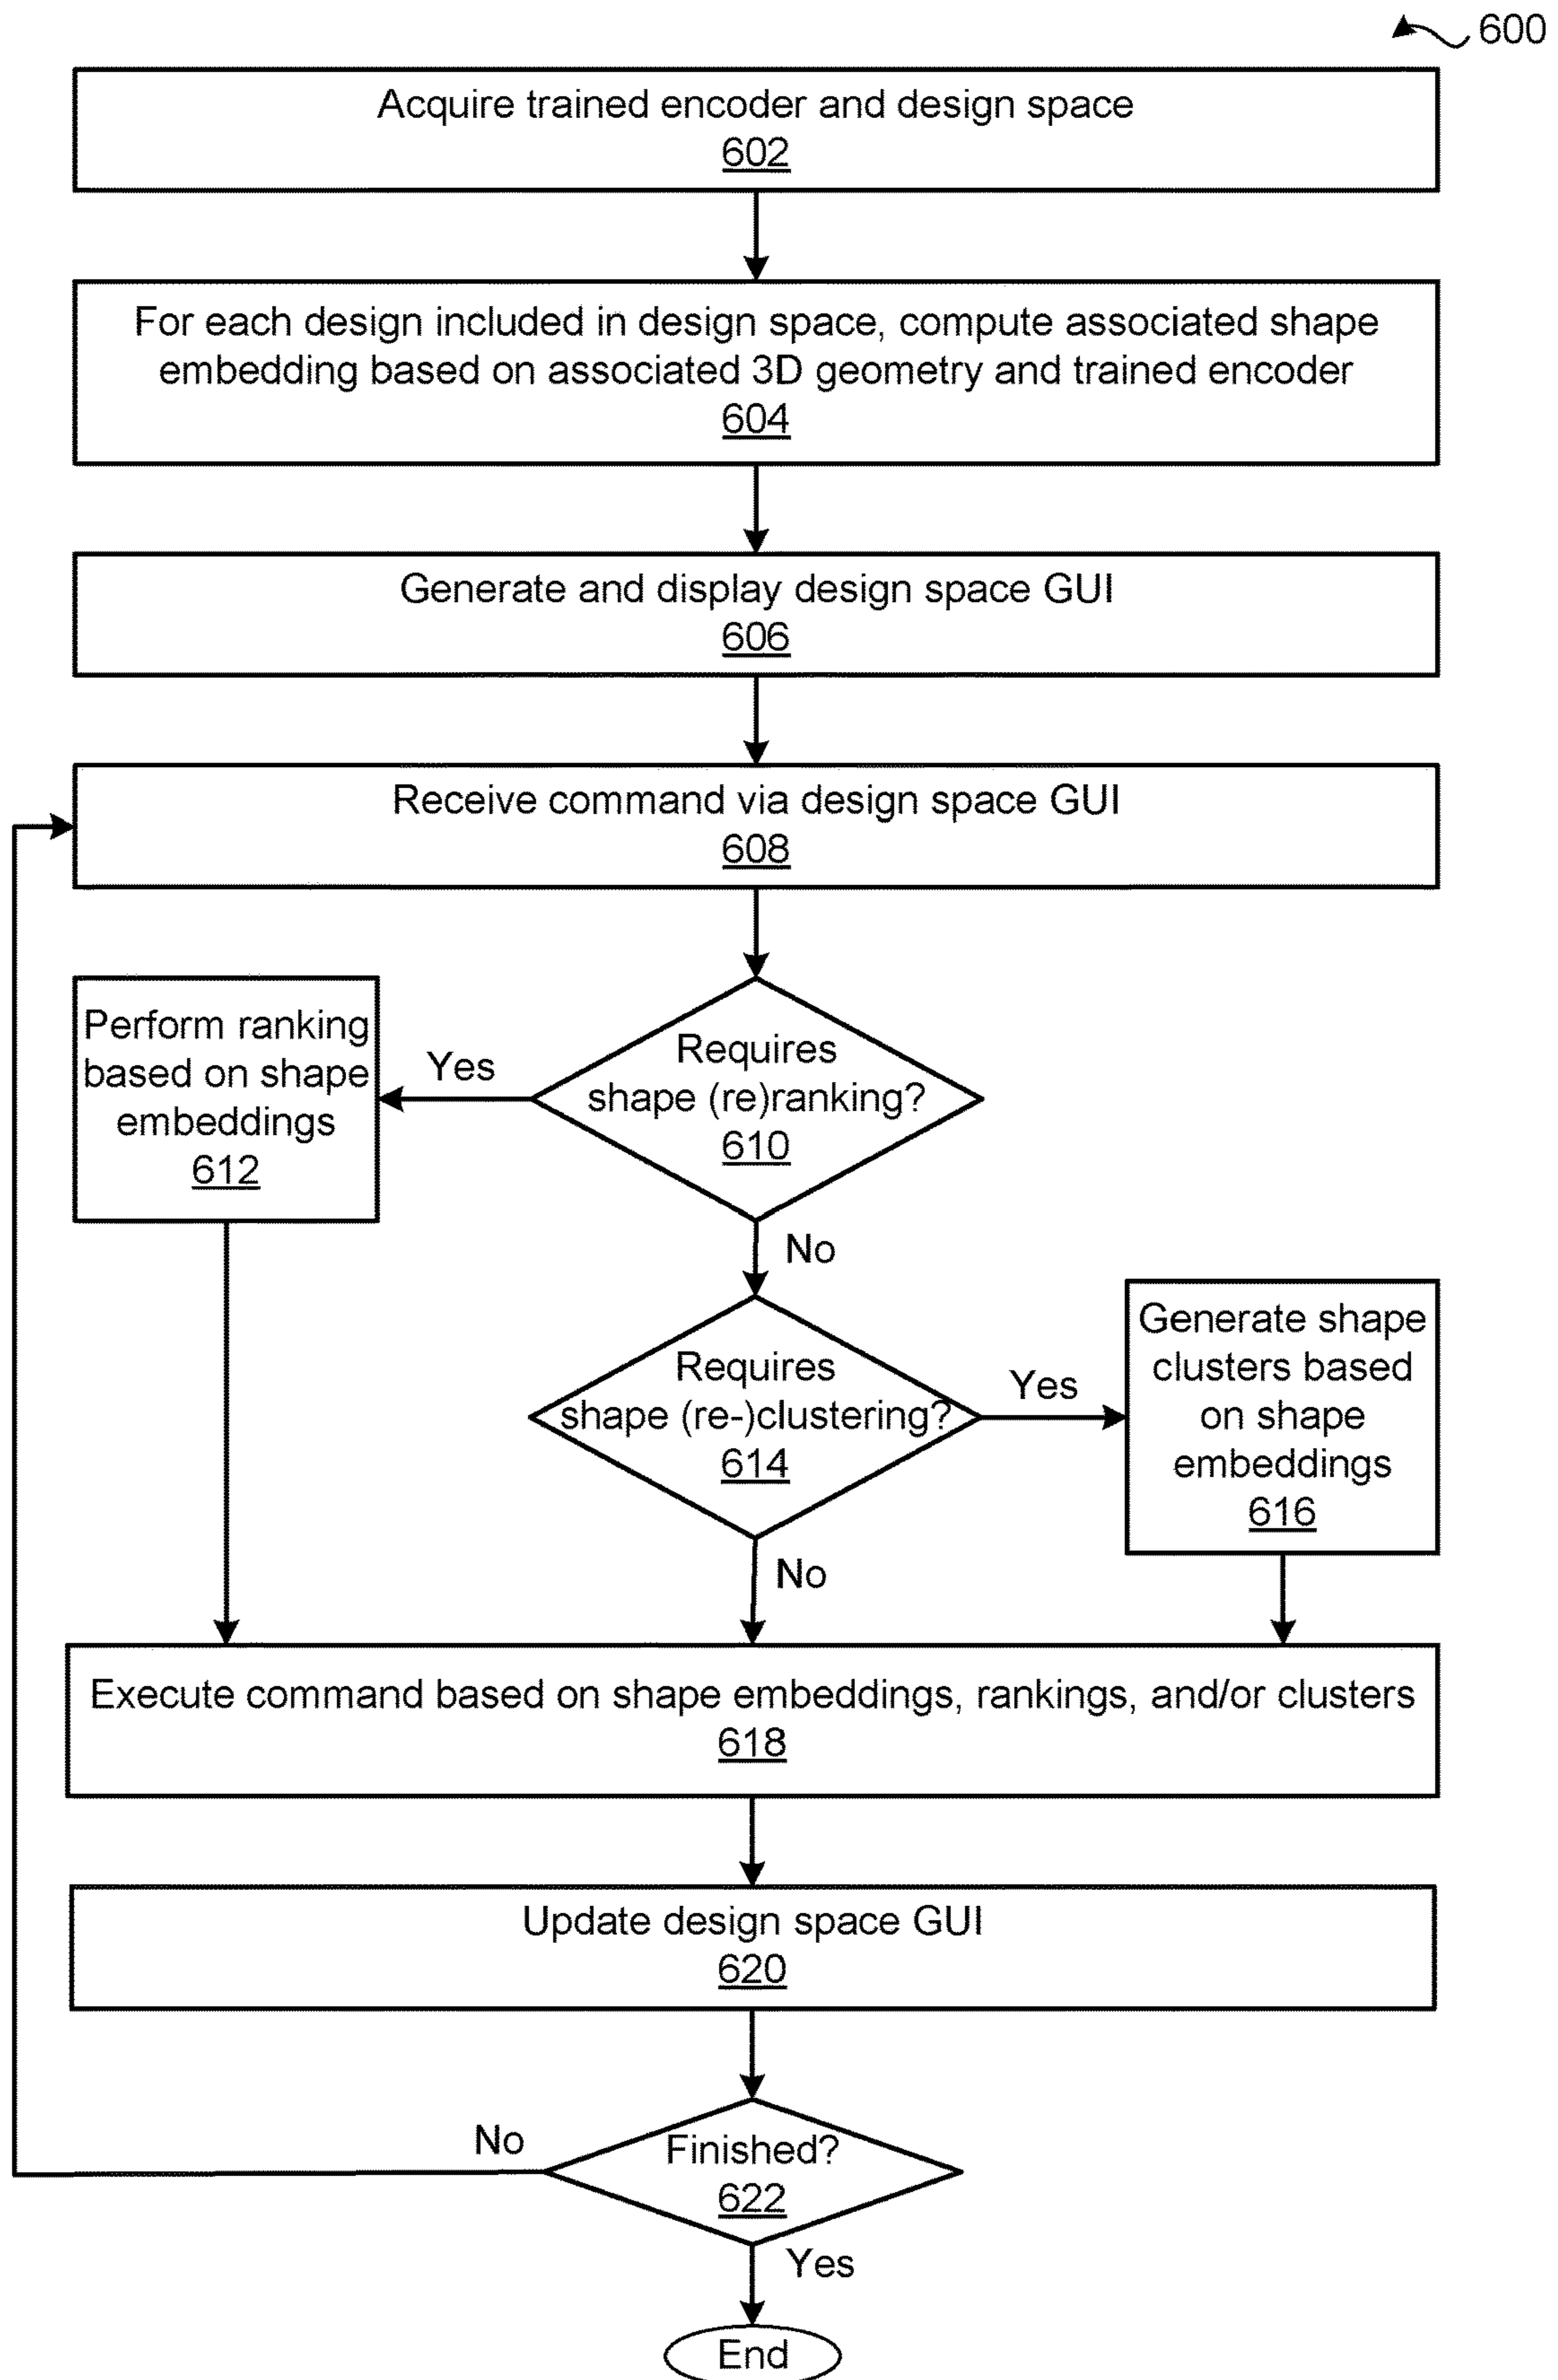 600
Acquire trained encoder and design space
602
For each design included in design space, compute associated shape
embedding based on associated 3D geometry and trained encoder
604
Generate and display design space GUI
606
Receive command via design space GUI
608
Requires
shape (re)ranking?
610
Yes
Perform ranking
based on shape
embeddings
612
No
Requires
shape (re-)clustering?
614
Yes
Generate shape
clusters based
on shape
embeddings
616
No
Execute command based on shape embeddings, rankings, and/or clusters
618
Update design space GUI
620
Finished?
622
No
Yes
End